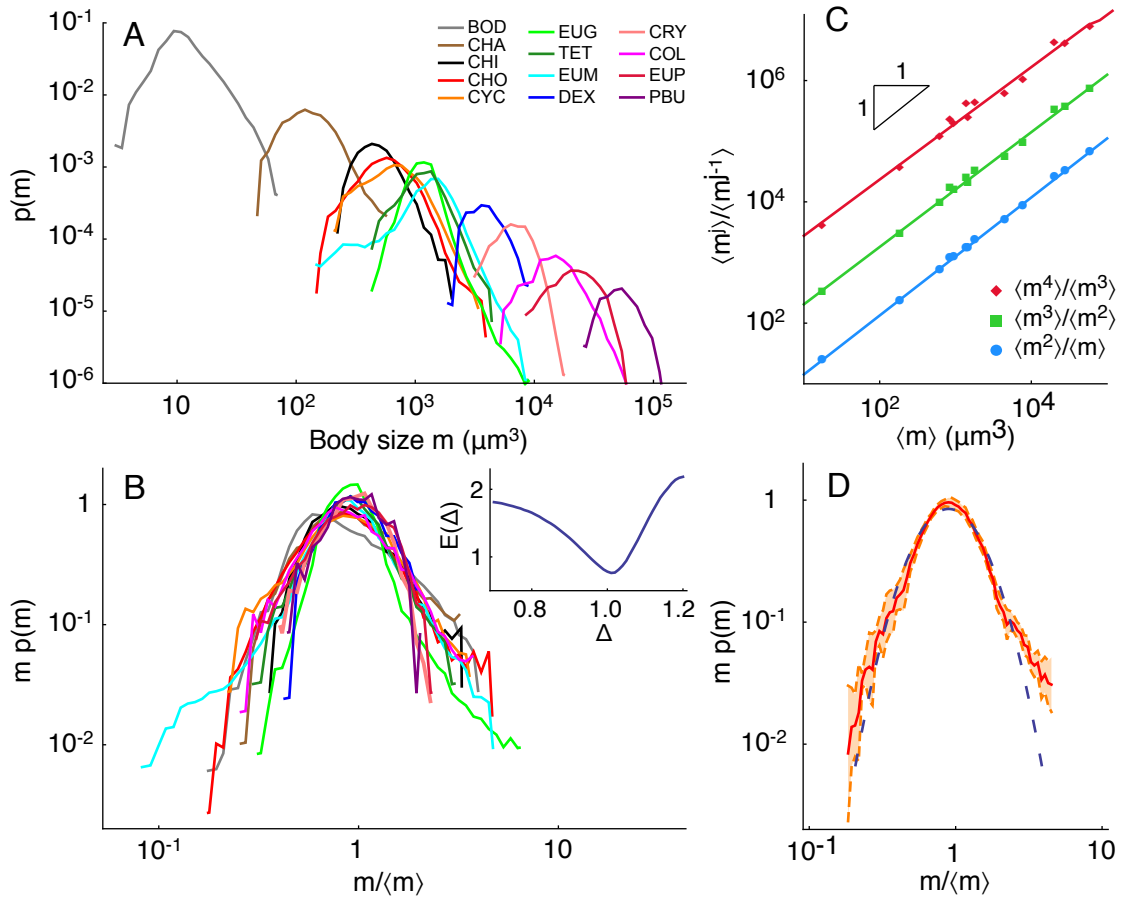 A
10⁻¹
10⁻²
10⁻³
10⁻⁴
10⁻⁵
10⁻⁶
p(m)
10
10²
10³
10⁴
10⁵
Body size m (μm³)
BOD
CHA
CHI
CHO
CYC
EUG
TET
EUM
DEX
CRY
COL
EUP
PBU
C
10⁶
10⁴
10²
⟨mʲ⟩/⟨mʲ⁻¹⟩
1
1
⟨m⁴⟩/⟨m³⟩
⟨m³⟩/⟨m²⟩
⟨m²⟩/⟨m⟩
10²
10⁴
⟨m⟩ (μm³)
B
1
10⁻¹
10⁻²
m p(m)
10⁻¹
1
10
m/⟨m⟩
2
1
E(Δ)
0.8
1.0
1.2
Δ
D
1
10⁻¹
10⁻²
m p(m)
10⁻¹
1
10
m/⟨m⟩